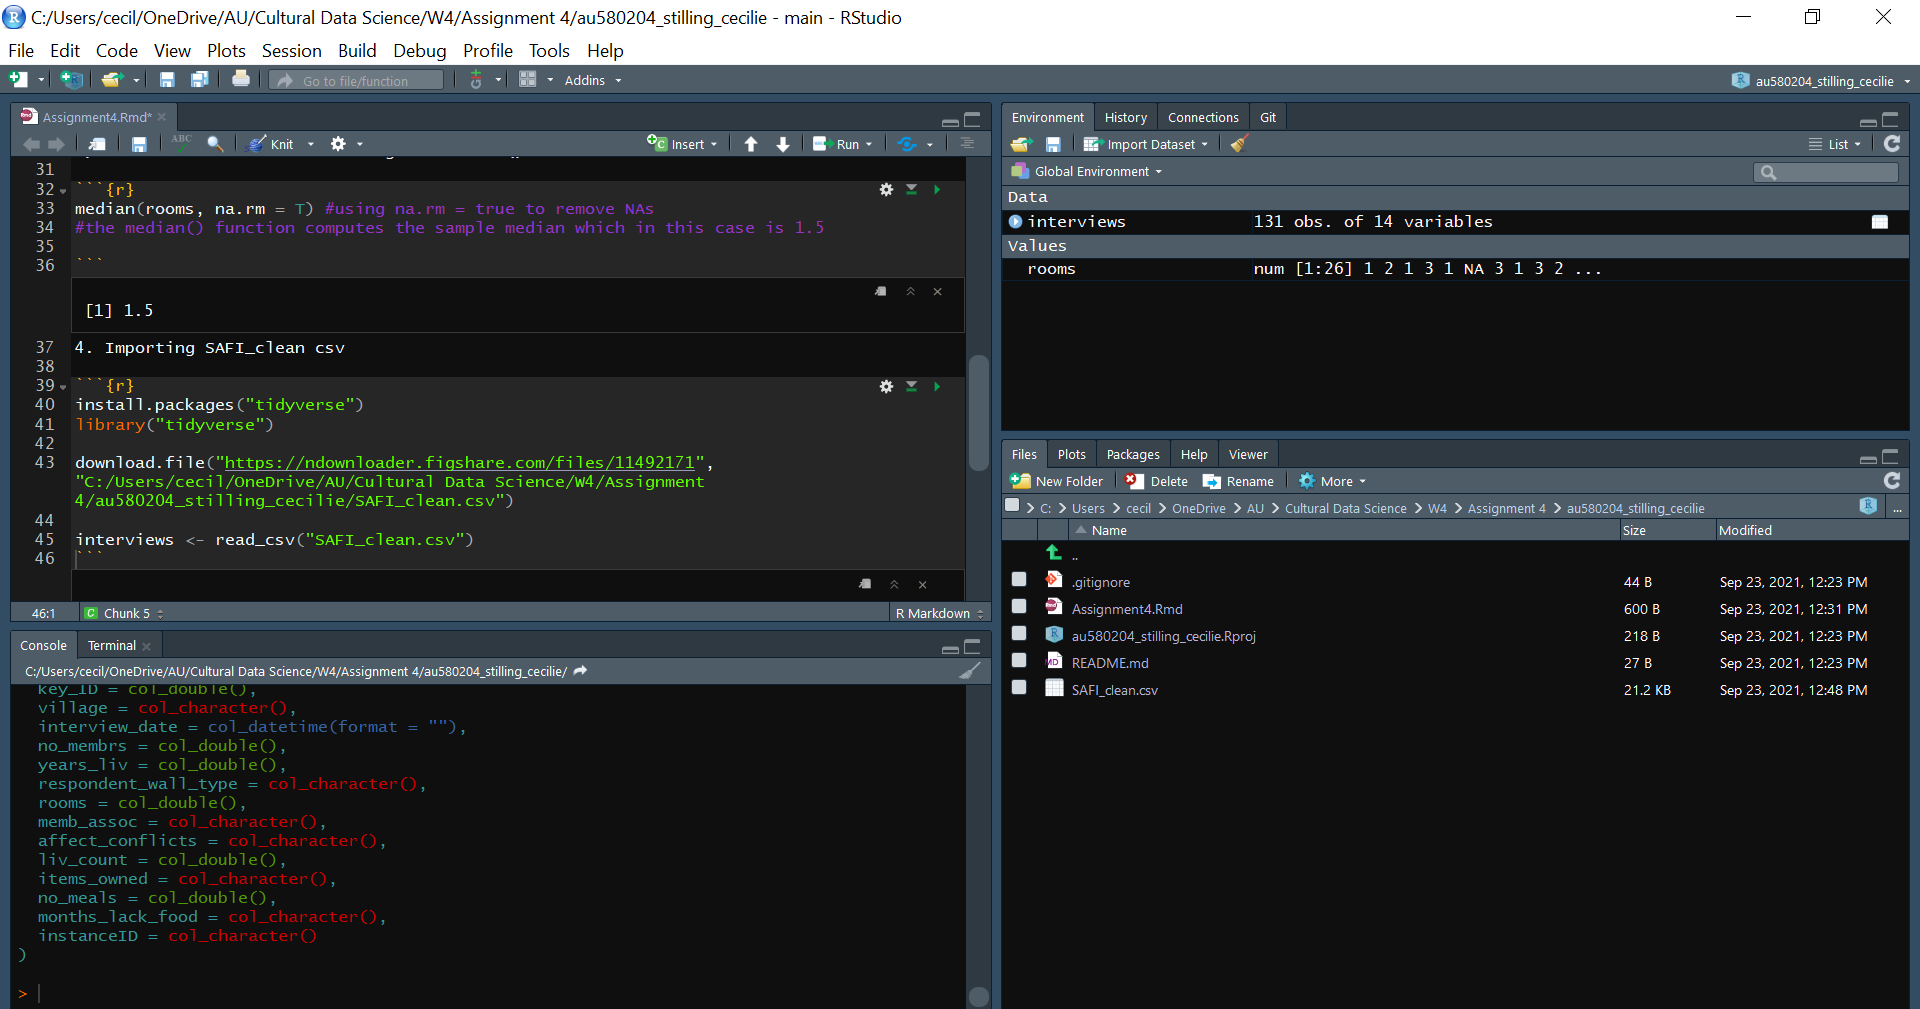 C:/Users/cecil/OneDrive/AU/Cultural Data Science/W4/Assignment 4/au580204_stilling_cecilie - main - RStudio
File Edit Code View Plots Session Build Debug Profile Tools Help
Go to file/function Addins au580204_stilling_cecilie
Assignment4.Rmd*
Knit Insert Run
31
32 ```{r}
33 median(rooms, na.rm = T) #using na.rm = true to remove NAs
34 #the median() function computes the sample median which in this case is 1.5
35
36 ```
[1] 1.5
37 4. Importing SAFI_clean csv
38
39 ```{r}
40 install.packages("tidyverse")
41 library("tidyverse")
42
43 download.file("https://ndownloader.figshare.com/files/11492171",
"C:/Users/cecil/OneDrive/AU/Cultural Data Science/W4/Assignment
4/au580204_stilling_cecilie/SAFI_clean.csv")
44
45 interviews <- read_csv("SAFI_clean.csv")
46 ```
46:1 Chunk 5 R Markdown
Console Terminal
C:/Users/cecil/OneDrive/AU/Cultural Data Science/W4/Assignment 4/au580204_stilling_cecilie/
key_ID = col_double(),
village = col_character(),
interview_date = col_datetime(format = ""),
no_membrs = col_double(),
years_liv = col_double(),
respondent_wall_type = col_character(),
rooms = col_double(),
memb_assoc = col_character(),
affect_conflicts = col_character(),
liv_count = col_double(),
items_owned = col_character(),
no_meals = col_double(),
months_lack_food = col_character(),
instanceID = col_character()
)
>
Environment History Connections Git
Import Dataset List
Global Environment
Data
interviews 131 obs. of 14 variables
Values
rooms num [1:26] 1 2 1 3 1 NA 3 1 3 2 ...
Files Plots Packages Help Viewer
New Folder Delete Rename More
C: Users cecil OneDrive AU Cultural Data Science W4 Assignment 4 au580204_stilling_cecilie ...
Name Size Modified
..
.gitignore 44 B Sep 23, 2021, 12:23 PM
Assignment4.Rmd 600 B Sep 23, 2021, 12:31 PM
au580204_stilling_cecilie.Rproj 218 B Sep 23, 2021, 12:23 PM
README.md 27 B Sep 23, 2021, 12:23 PM
SAFI_clean.csv 21.2 KB Sep 23, 2021, 12:48 PM